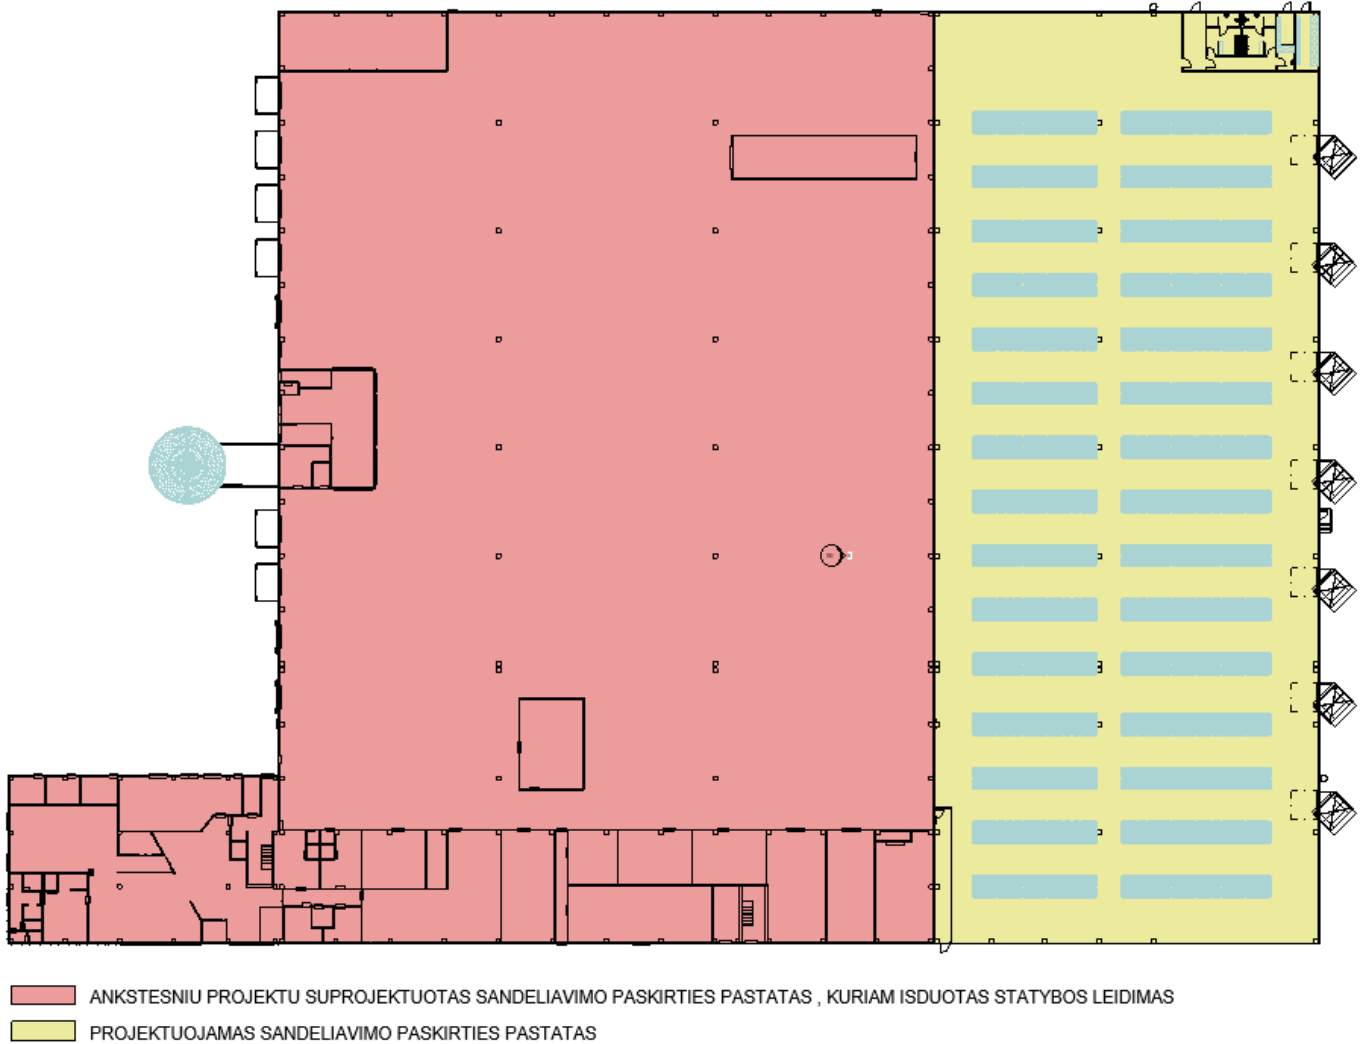 ANKSTESNIU PROJEKTU SUPROJEKTUOTAS SANDELIAVIMO PASKIRTIES PASTATAS , KURIAM ISDUOTAS STATYBOS LEIDIMAS
PROJEKTUOJAMAS SANDELIAVIMO PASKIRTIES PASTATAS